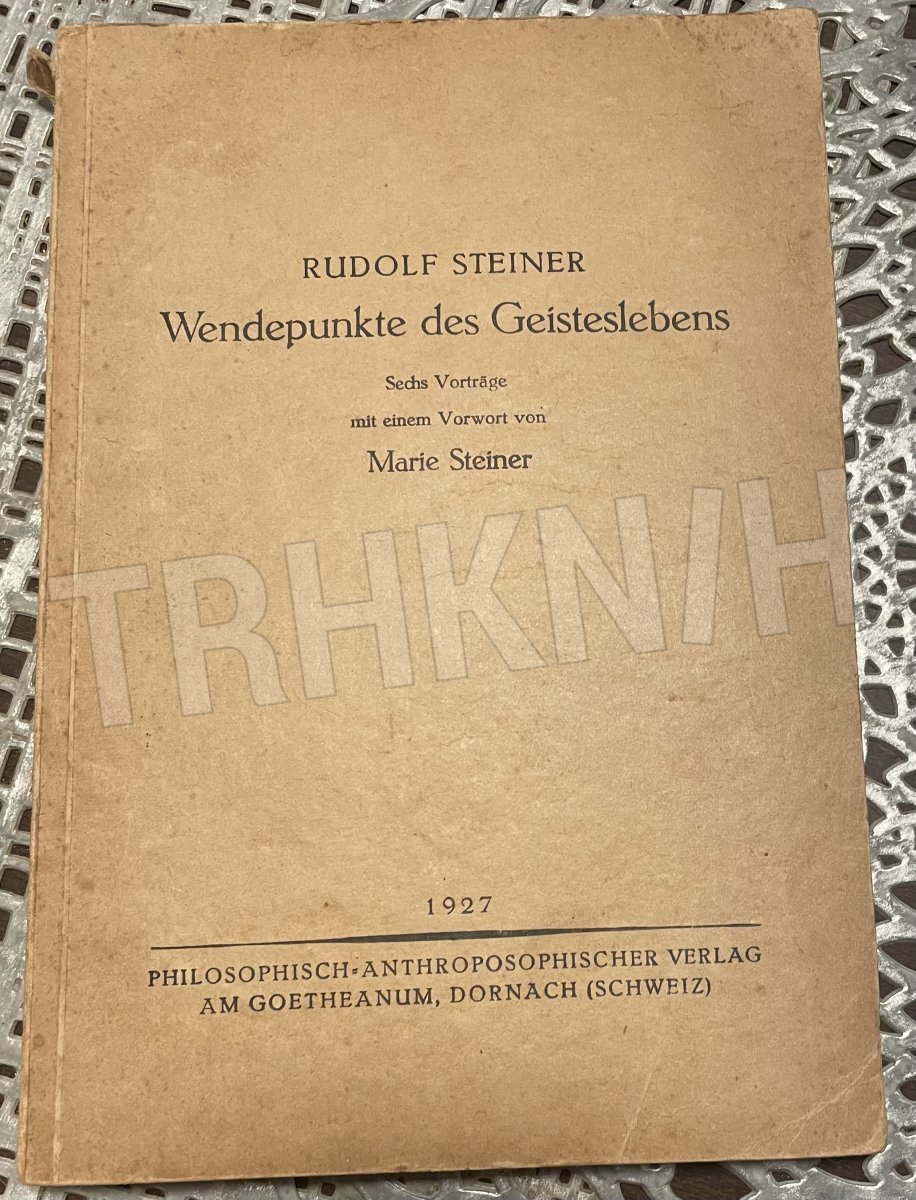 RUDOLF STEINER
Wendepunkte des Geisteslebens
Sechs Vorträge
mit einem Vorwort von
Marie Steiner
TRHKN/H
1927
PHILOSOPHISCH-ANTHROPOSOPHISCHER VERLAG
AM GOETHEANUM, DORNACH (SCHWEIZ)